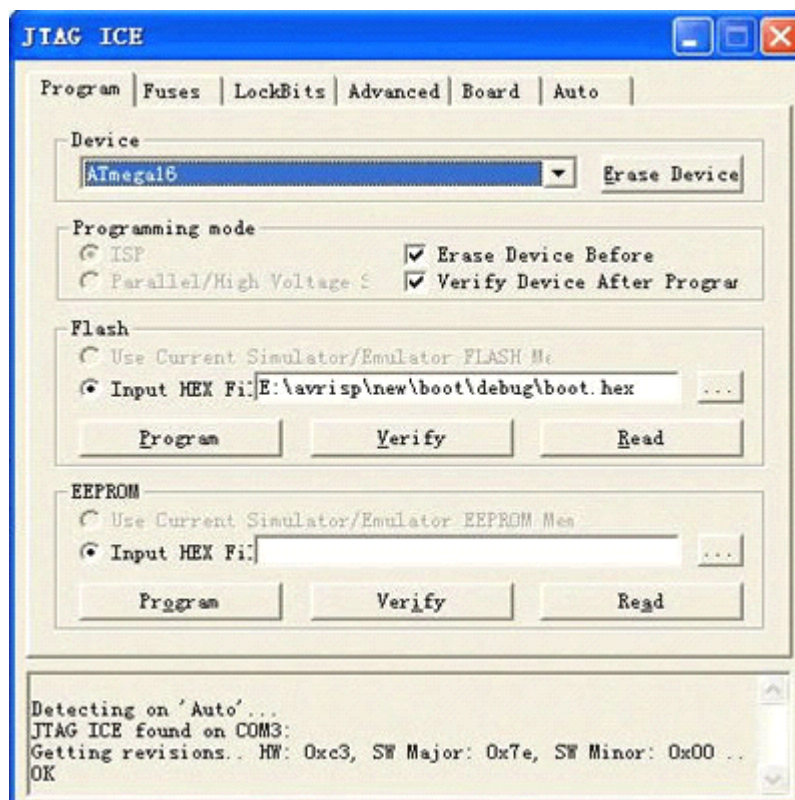 JTAG ICE
Program Fuses LockBits Advanced Board Auto
Device
ATmega16
Erase Device
Programming mode
ISP
Erase Device Before
Parallel/High Voltage S
Verify Device After Program
Flash
Use Current Simulator/Emulator FLASH Me
Input HEX Fi
E:\avrisp\new\boot\debug\boot.hex
...
Program Verify Read
EEPROM
Use Current Simulator/Emulator EEPROM Mem
Input HEX Fi
...
Program Verify Read
Detecting on 'Auto'...
JTAG ICE found on COM3:
Getting revisions.. HW: 0xc3, SW Major: 0x7e, SW Minor: 0x00 ..
OK